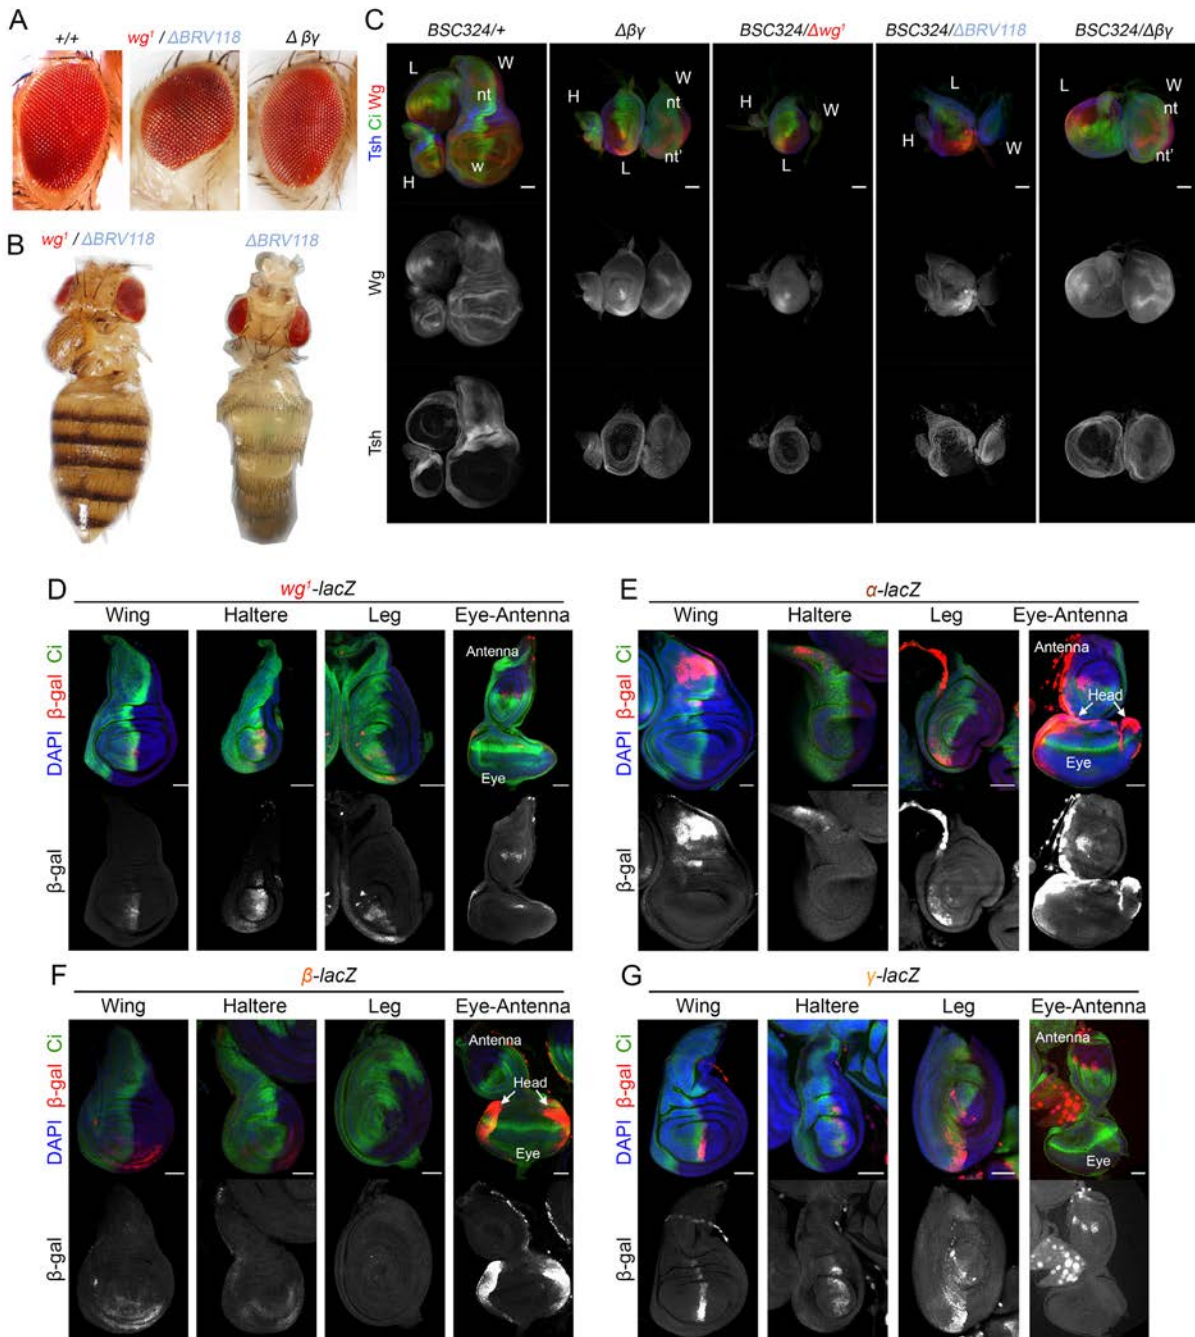 A
+/+
wg¹ / ΔBRV118
Δ βγ
B
wg¹ / ΔBRV118
ΔBRV118
C
BSC324/+
Δβγ
BSC324/Δwg¹
BSC324/ΔBRV118
BSC324/Δβγ
Tsh Ci Wg
L
W
nt
w
H
H
W
nt
nt'
L
H
W
L
L
H
W
L
W
nt
nt'
Wg
Tsh
D
wg¹-lacZ
Wing
Haltere
Leg
Eye-Antenna
DAPI β-gal Ci
Antenna
Eye
β-gal
E
α-lacZ
Wing
Haltere
Leg
Eye-Antenna
DAPI β-gal Ci
Antenna
Head
Eye
β-gal
F
β-lacZ
Wing
Haltere
Leg
Eye-Antenna
DAPI β-gal Ci
Antenna
Head
Eye
β-gal
G
γ-lacZ
Wing
Haltere
Leg
Eye-Antenna
DAPI β-gal Ci
Antenna
Eye
β-gal